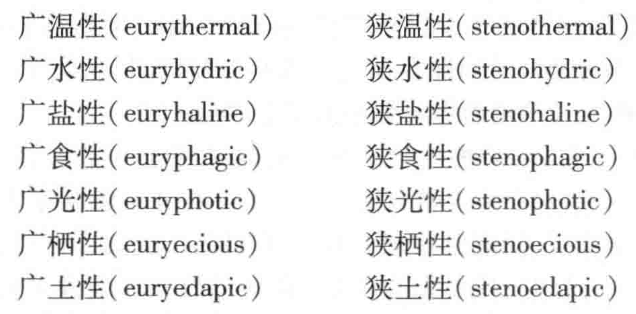 广温性(eurythermal) 狭温性(stenothermal)
广水性(euryhydric) 狭水性(stenohydric)
广盐性(euryhaline) 狭盐性(stenohaline)
广食性(euryphagic) 狭食性(stenophagic)
广光性(euryphotic) 狭光性(stenophotic)
广栖性(euryecious) 狭栖性(stenoecious)
广土性(euryedapic) 狭土性(stenoedapic)